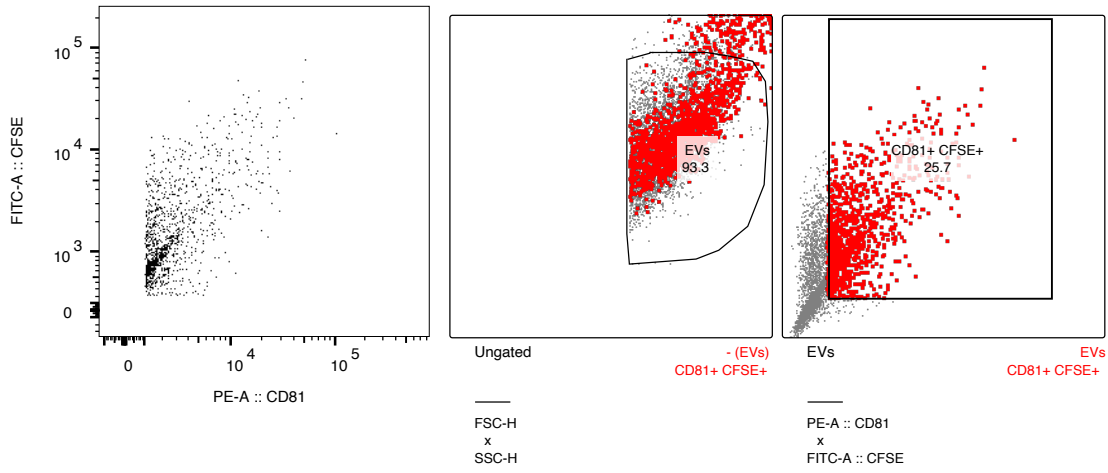 10^5
10^4
10^3
0
FITC-A :: CFSE
0
10^4
10^5
PE-A :: CD81
EVs
93.3
Ungated
- (EVs)
CD81+ CFSE+
FSC-H
x
SSC-H
CD81+ CFSE+
25.7
-
EVs
EVs
CD81+ CFSE+
PE-A :: CD81
x
FITC-A :: CFSE